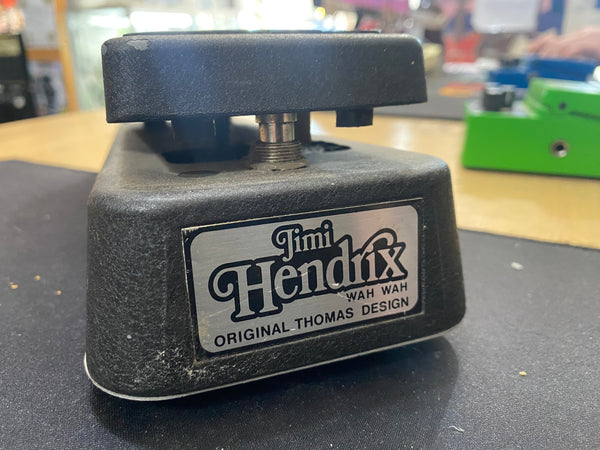 Jimi
Hendrix
WAH WAH
ORIGINAL THOMAS DESIGN